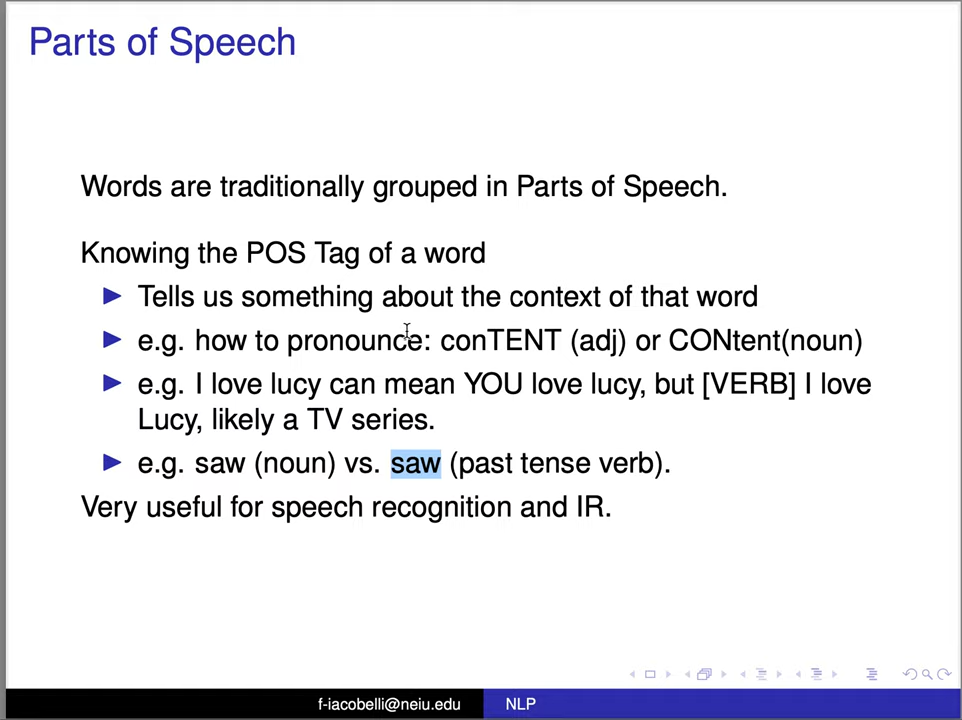 Parts of Speech
Words are traditionally grouped in Parts of Speech.
Knowing the POS Tag of a word
Tells us something about the context of that word
e.g. how to pronounce: conTENT (adj) or CONtent(noun)
e.g. I love lucy can mean YOU love lucy, but [VERB] I love
Lucy, likely a TV series.
e.g. saw (noun) vs. saw (past tense verb).
Very useful for speech recognition and IR.
f-iacobelli@neiu.edu NLP